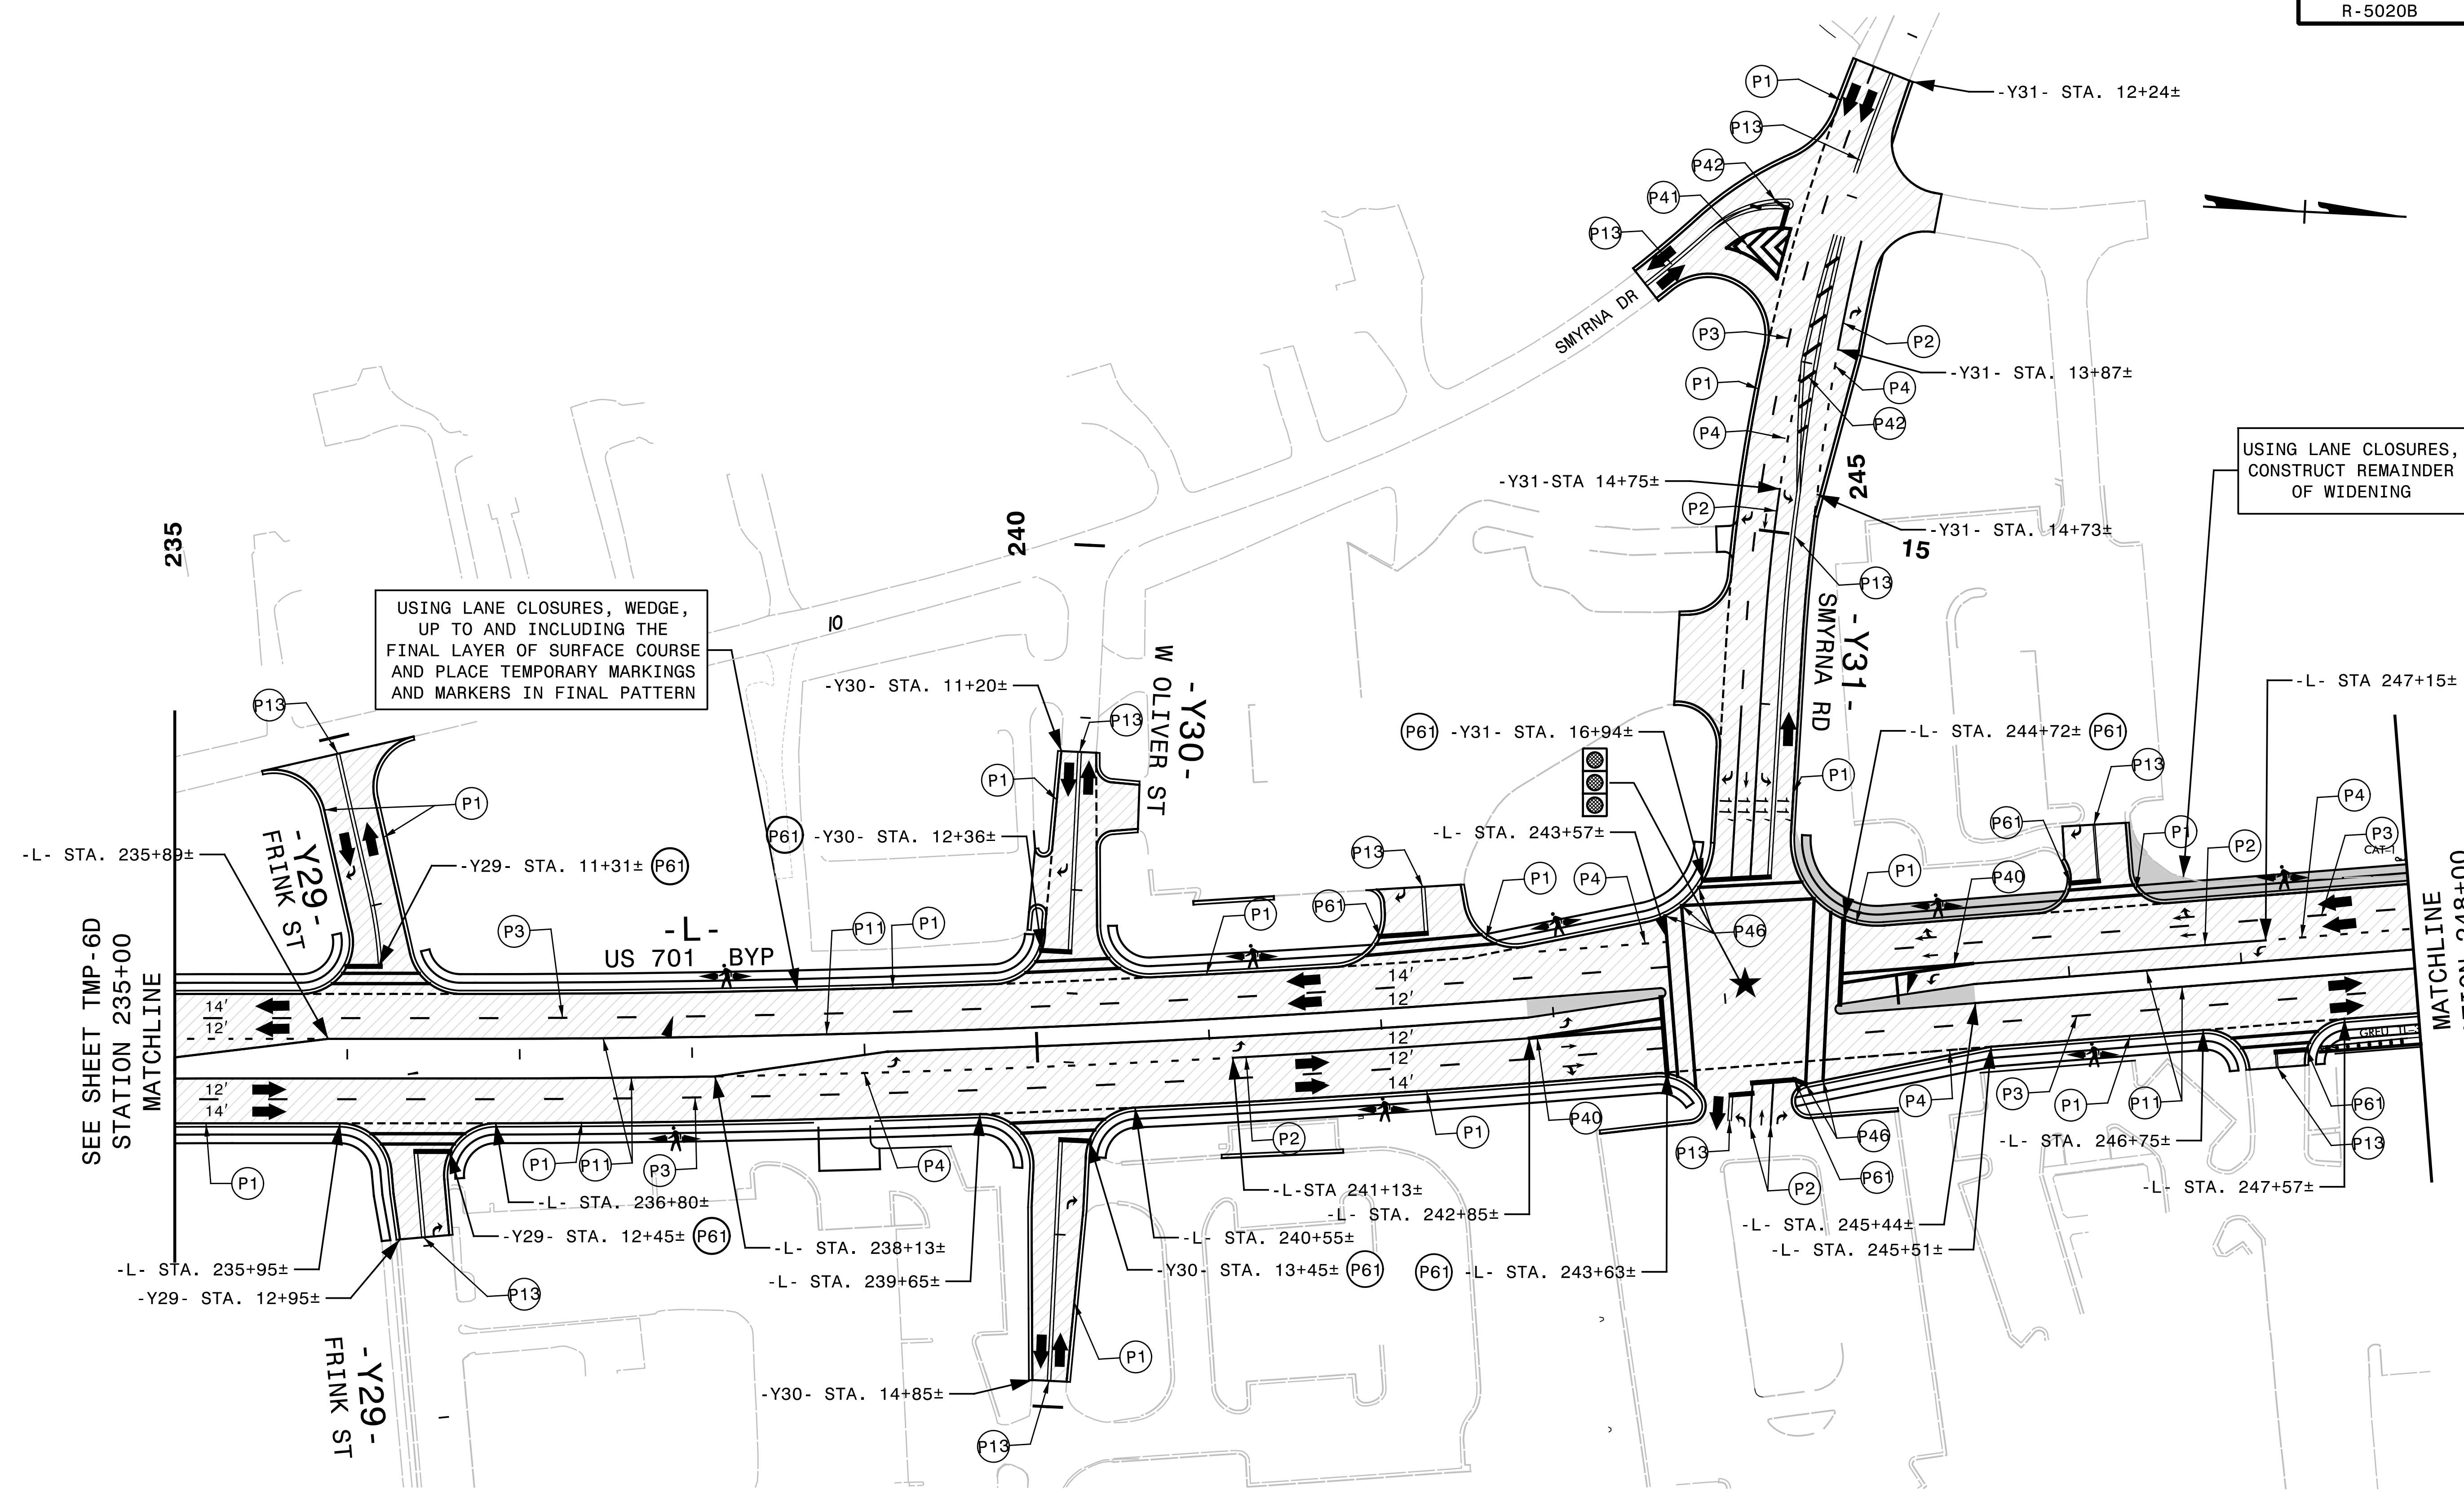 R-5020B
P1
-Y31- STA. 12+24±
P13
P42
P41
P13
SMYRNA DR
P3
P2
P1
-Y31- STA. 13+87±
P4
P42
P4
USING LANE CLOSURES,
CONSTRUCT REMAINDER
OF WIDENING
245
-Y31-STA 14+75±
P2
-Y31- STA. 14+73±
15
P13
235
240
USING LANE CLOSURES, WEDGE,
UP TO AND INCLUDING THE
FINAL LAYER OF SURFACE COURSE
AND PLACE TEMPORARY MARKINGS
AND MARKERS IN FINAL PATTERN
10
SMYRNA RD
-Y31-
W OLIVER ST
-Y30-
-Y30- STA. 11+20±
P13
P13
-L- STA 247+15±
P61 -Y31- STA. 16+94±
-L- STA. 244+72± P61
P13
P1
P1
P1
P4
-L- STA. 235+89±
FRINK ST
-Y29-
-Y29- STA. 11+31± P61
P61 -Y30- STA. 12+36±
-L- STA. 243+57±
P13
P61
P1
P2
P3
CAT-1
P1
P4
P1
P40
P3
-L-
US 701 BYP
P11
P1
P1
P61
P46
SEE SHEET TMP-6D
STATION 235+00
MATCHLINE
MATCHLINE
14'
12'
14'
12'
12'
14'
12'
12'
14'
P1
P1
P11
P3
P4
P2
P1
P40
P13
P2
P61
P46
P4
P3
P1
P11
P61
P13
-L- STA. 246+75±
-L- STA. 247+57±
-L- STA. 236+80±
-Y29- STA. 12+45± P61
-L- STA. 238+13±
-L- STA. 239+65±
-L-STA 241+13±
-L- STA. 242+85±
-L- STA. 240+55±
-Y30- STA. 13+45± P61
P61 -L- STA. 243+63±
-L- STA. 245+44±
-L- STA. 245+51±
-L- STA. 235+95±
-Y29- STA. 12+95±
P13
FRINK ST
-Y29-
P1
-Y30- STA. 14+85±
P13